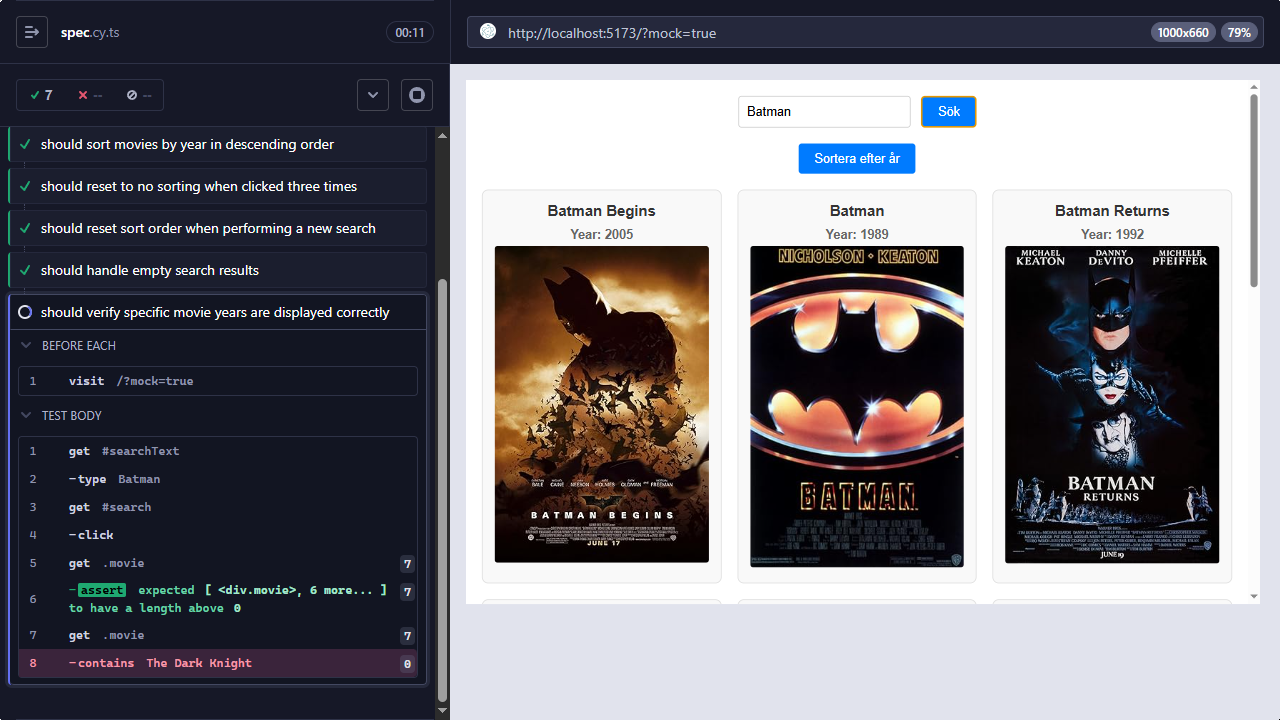 spec.cy.ts
00:11
7 -- --
should sort movies by year in descending order
should reset to no sorting when clicked three times
should reset sort order when performing a new search
should handle empty search results
should verify specific movie years are displayed correctly
BEFORE EACH
1 visit /?mock=true
TEST BODY
1 get #searchText
2 -type Batman
3 get #search
4 -click
5 get .movie 7
6 -assert expected [ <div.movie>, 6 more... ] 7
to have a length above 0
7 get .movie 7
8 -contains The Dark Knight 0
http://localhost:5173/?mock=true
1000x660 79%
Batman Sök
Sortera efter år
Batman Begins
Year: 2005
BATMAN BEGINS
JUNE 17
Batman
Year: 1989
NICHOLSON · KEATON
BATMAN
Batman Returns
Year: 1992
MICHAEL KEATON
DANNY DEVITO
MICHELLE PFEIFFER
BATMAN
RETURNS
JUNE 19